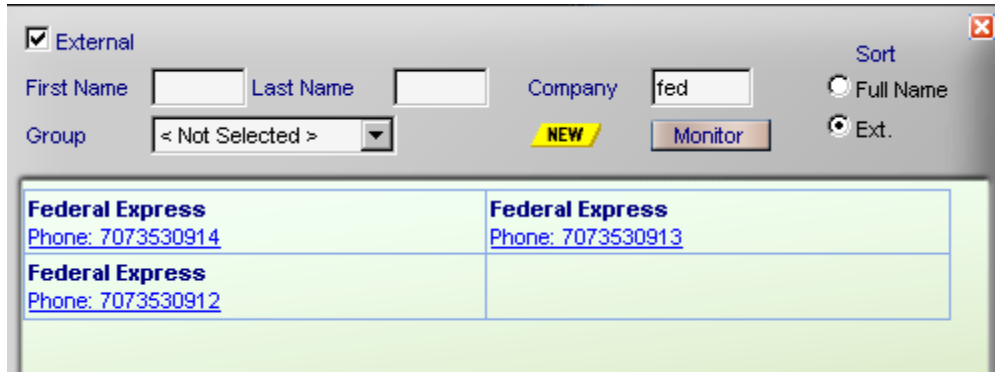 External
Sort
First Name Last Name Company fed Full Name
Group < Not Selected > NEW Monitor Ext.
Federal Express Federal Express
Phone: 7073530914 Phone: 7073530913
Federal Express
Phone: 7073530912